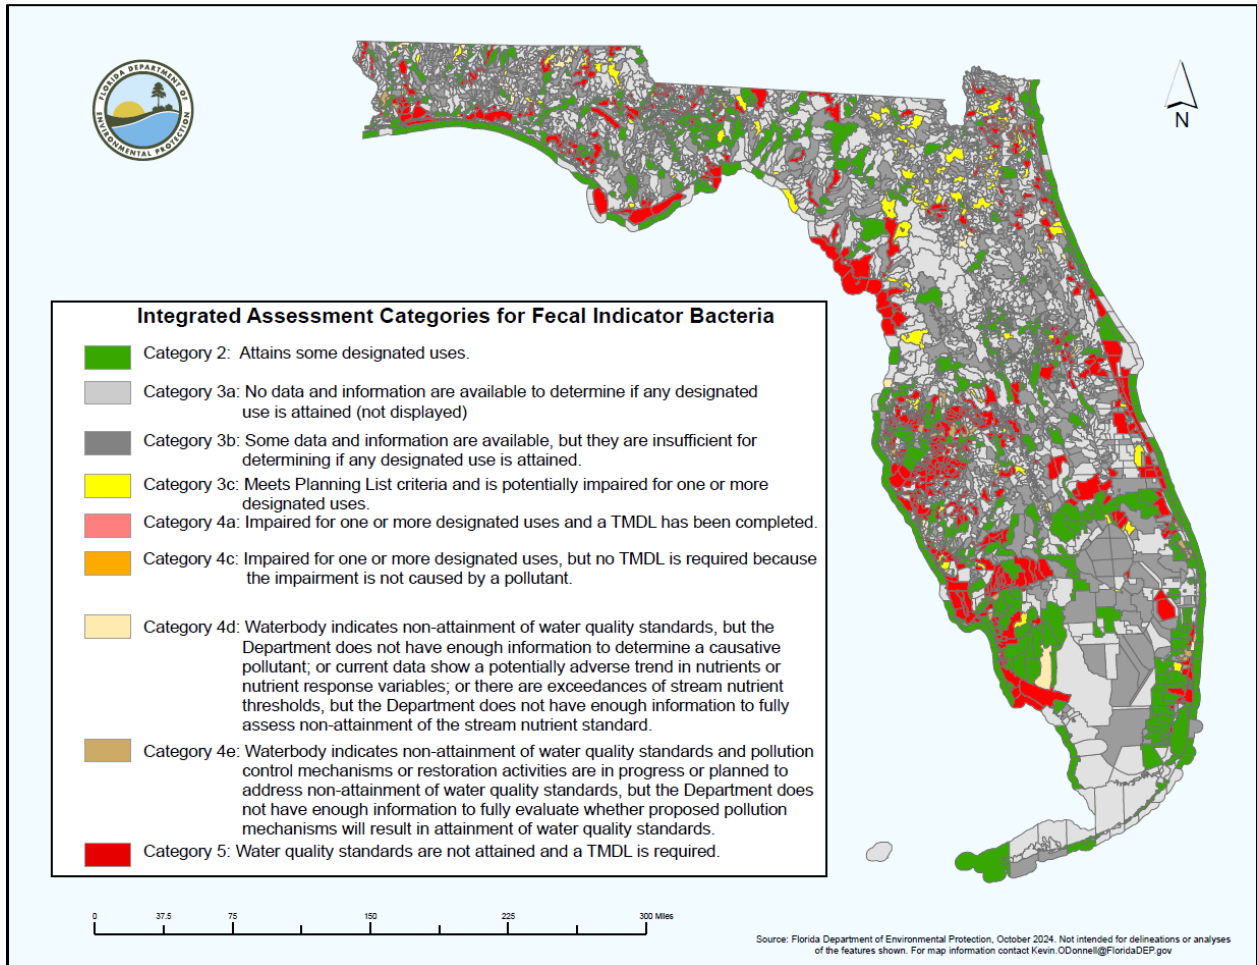 FLORIDA DEPARTMENT OF
ENVIRONMENTAL PROTECTION
N
Integrated Assessment Categories for Fecal Indicator Bacteria
Category 2: Attains some designated uses.
Category 3a: No data and information are available to determine if any designated
use is attained (not displayed)
Category 3b: Some data and information are available, but they are insufficient for
determining if any designated use is attained.
Category 3c: Meets Planning List criteria and is potentially impaired for one or more
designated uses.
Category 4a: Impaired for one or more designated uses and a TMDL has been completed.
Category 4c: Impaired for one or more designated uses, but no TMDL is required because
the impairment is not caused by a pollutant.
Category 4d: Waterbody indicates non-attainment of water quality standards, but the
Department does not have enough information to determine a causative
pollutant; or current data show a potentially adverse trend in nutrients or
nutrient response variables; or there are exceedances of stream nutrient
thresholds, but the Department does not have enough information to fully
assess non-attainment of the stream nutrient standard.
Category 4e: Waterbody indicates non-attainment of water quality standards and pollution
control mechanisms or restoration activities are in progress or planned to
address non-attainment of water quality standards, but the Department does
not have enough information to fully evaluate whether proposed pollution
mechanisms will result in attainment of water quality standards.
Category 5: Water quality standards are not attained and a TMDL is required.
0 37.5 75 150 225 300 Miles
Source: Florida Department of Environmental Protection, October 2024. Not intended for delineations or analyses
of the features shown. For map information contact Kevin.ODonnell@FloridaDEP.gov